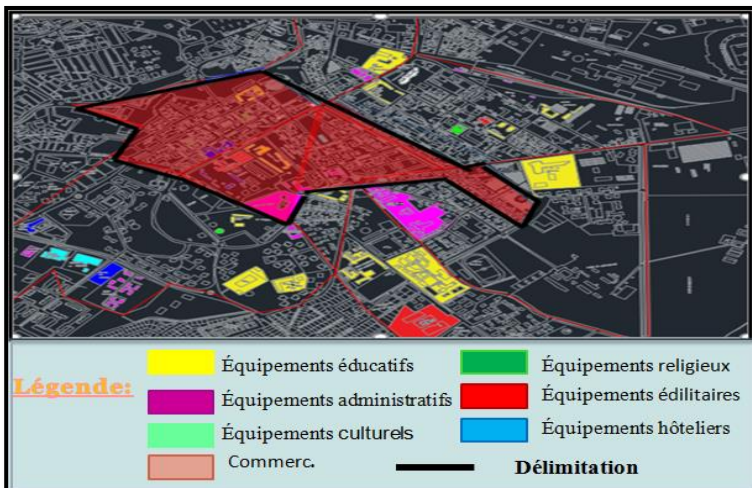 Légende:
Équipements éducatifs
Équipements administratifs
Équipements culturels
Commerc.
Équipements religieux
Équipements édilitaires
Équipements hôteliers
Délimitation